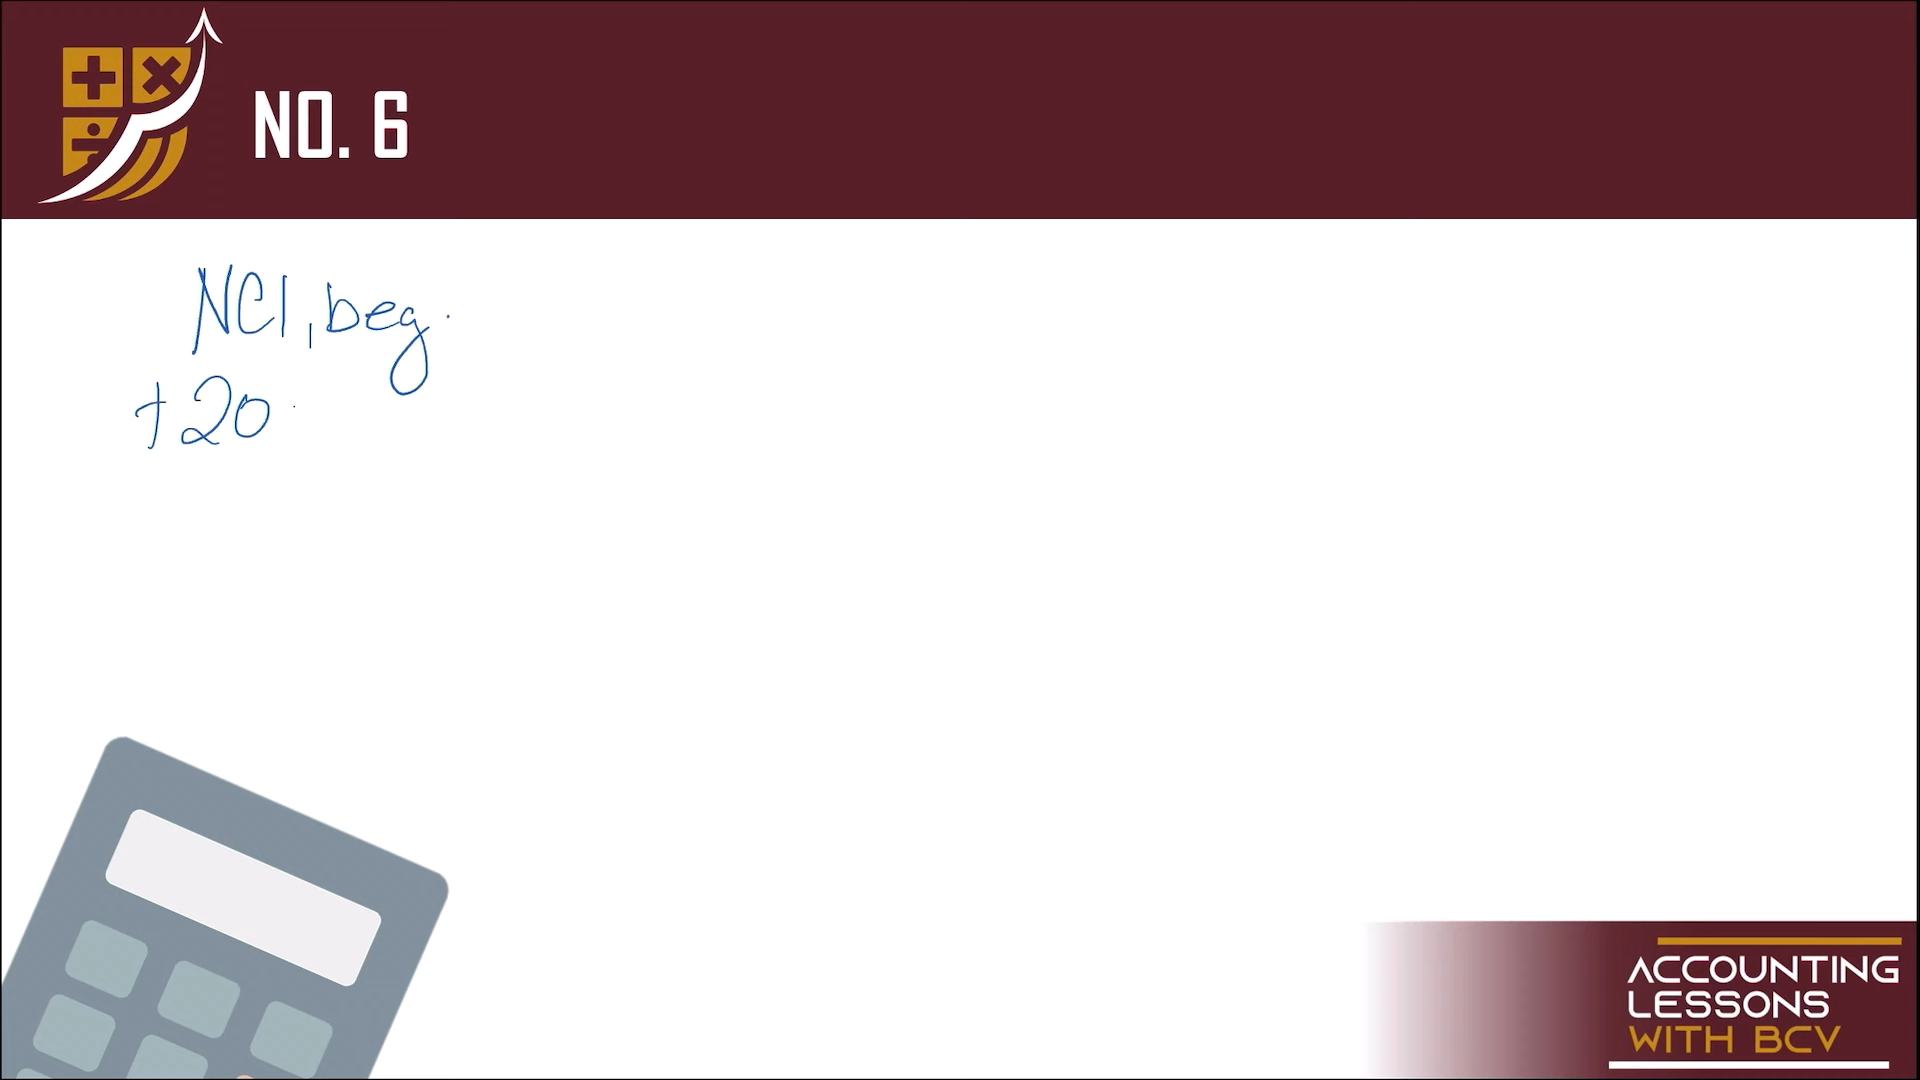 NO. 6
NCI, beg.
+ 20
ACCOUNTING
LESSONS
WITH BCV